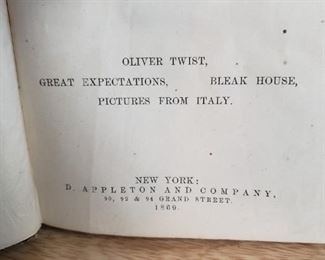 OLIVER TWIST,
GREAT EXPECTATIONS, BLEAK HOUSE,
PICTURES FROM ITALY.
NEW YORK:
D. APPLETON AND COMPANY,
90, 92 & 94 GRAND STREET.
1869.